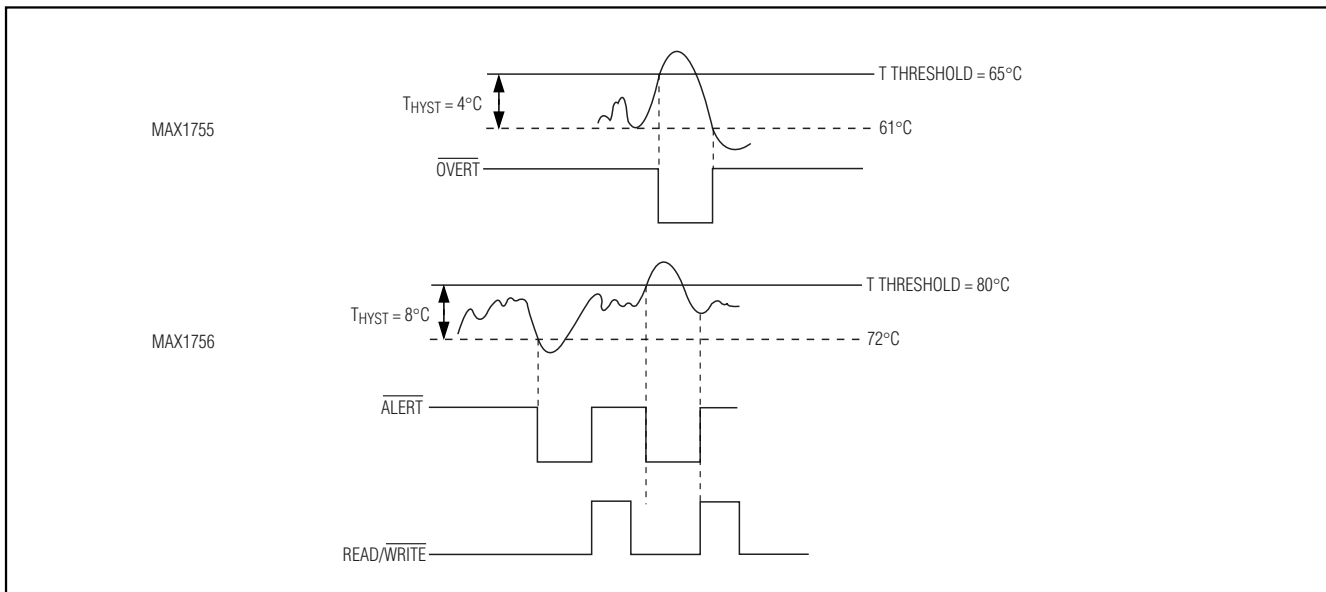 T THRESHOLD = 65°C
THYST = 4°C
MAX1755
61°C
OVERT
T THRESHOLD = 80°C
THYST = 8°C
MAX1756
72°C
ALERT
READ/WRITE